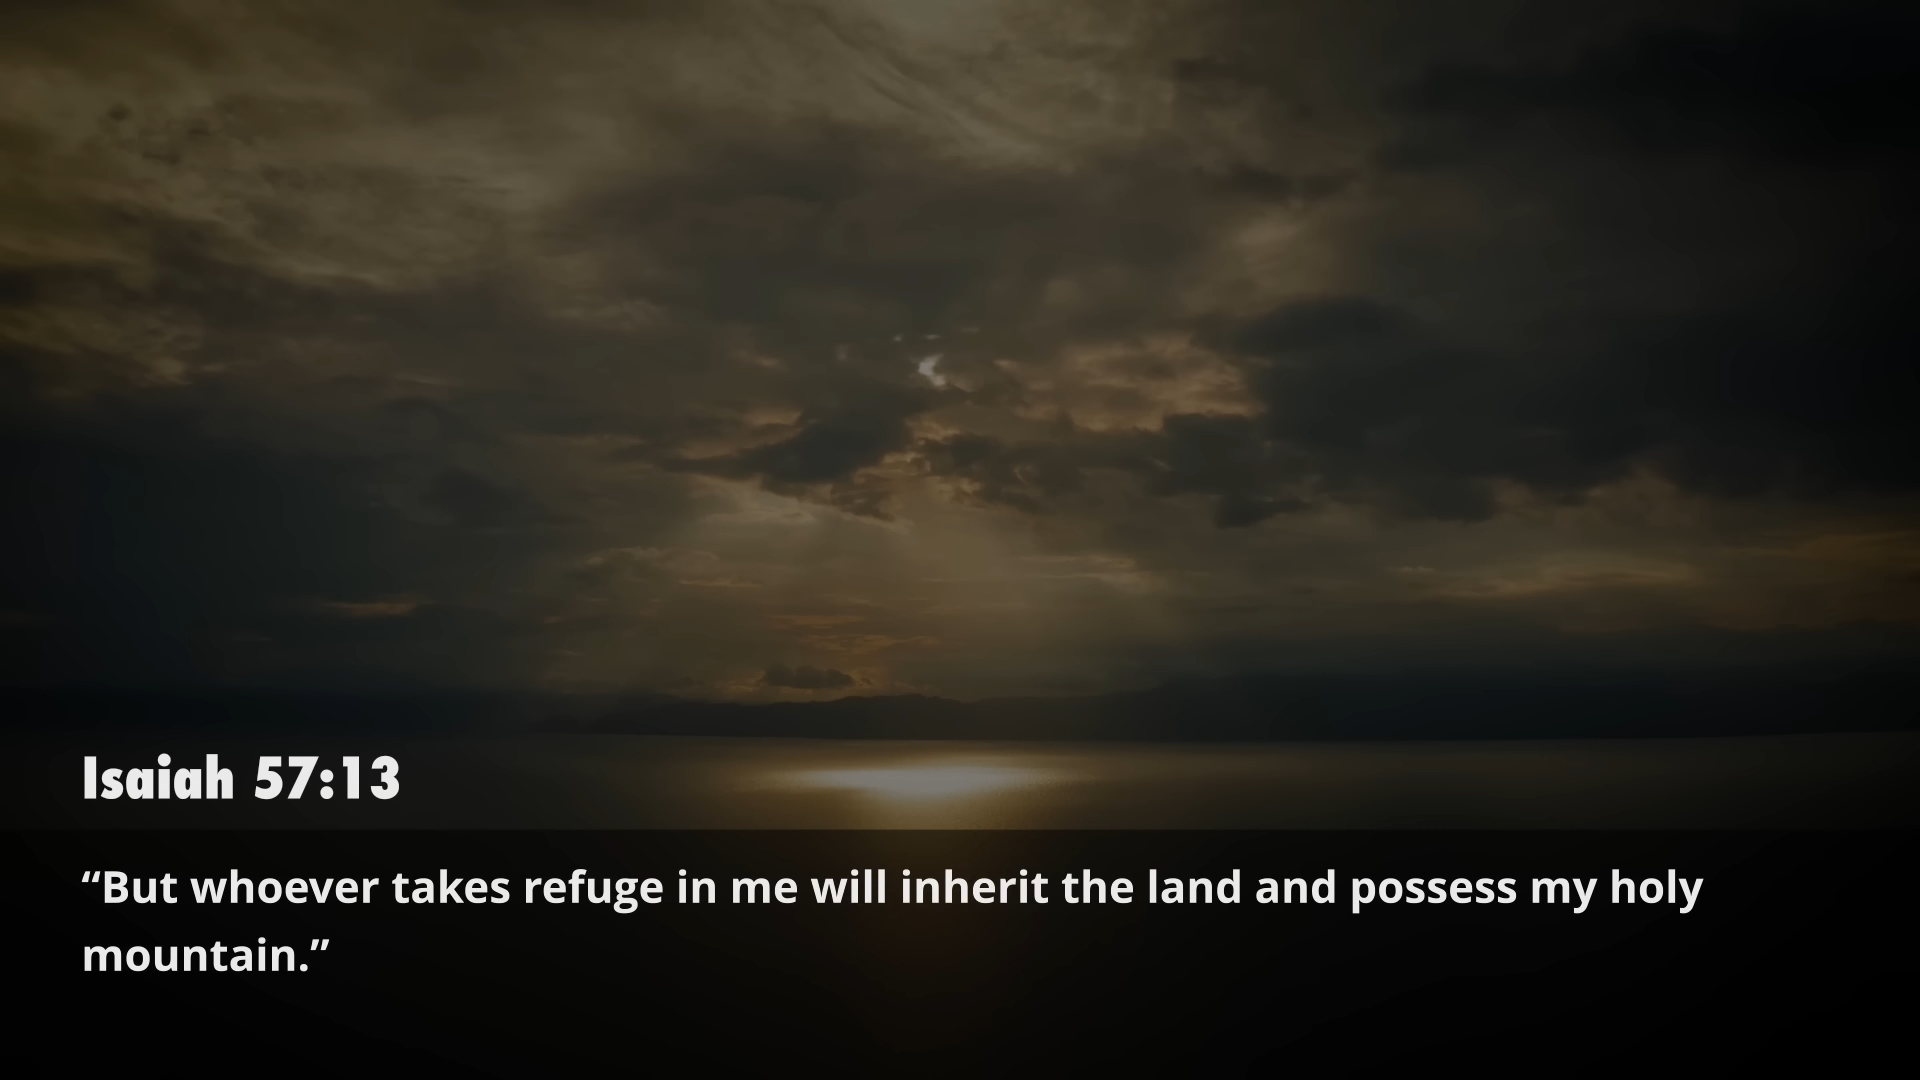 Isaiah 57:13
“But whoever takes refuge in me will inherit the land and possess my holy
mountain.”